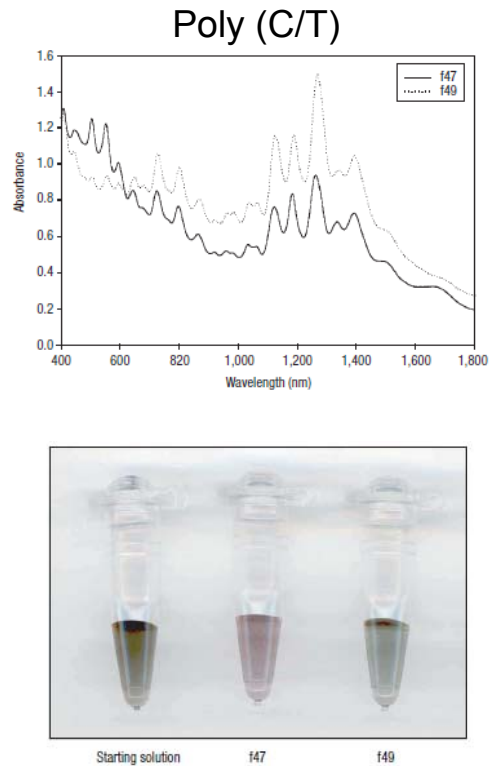 Poly (C/T)
1.6
1.4
1.2
1.0
0.8
0.6
0.4
0.2
0.0
Absorbance
f47
f49
400 600 820 1,000 1,200 1,400 1,600 1,800
Wavelength (nm)
Starting solution f47 f49